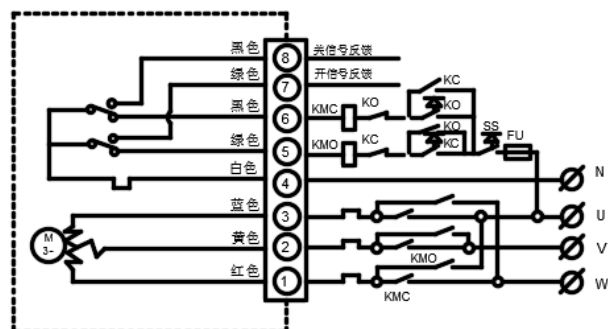 黑色 8 关信号反馈
绿色 7 开信号反馈 KC
黑色 6 KMC KO KO
KO SS FU
绿色 5 KMO KC KC
白色 4 N
蓝色 3 U
M 3~ 黄色 2 V
KMO
红色 1 W
KMC